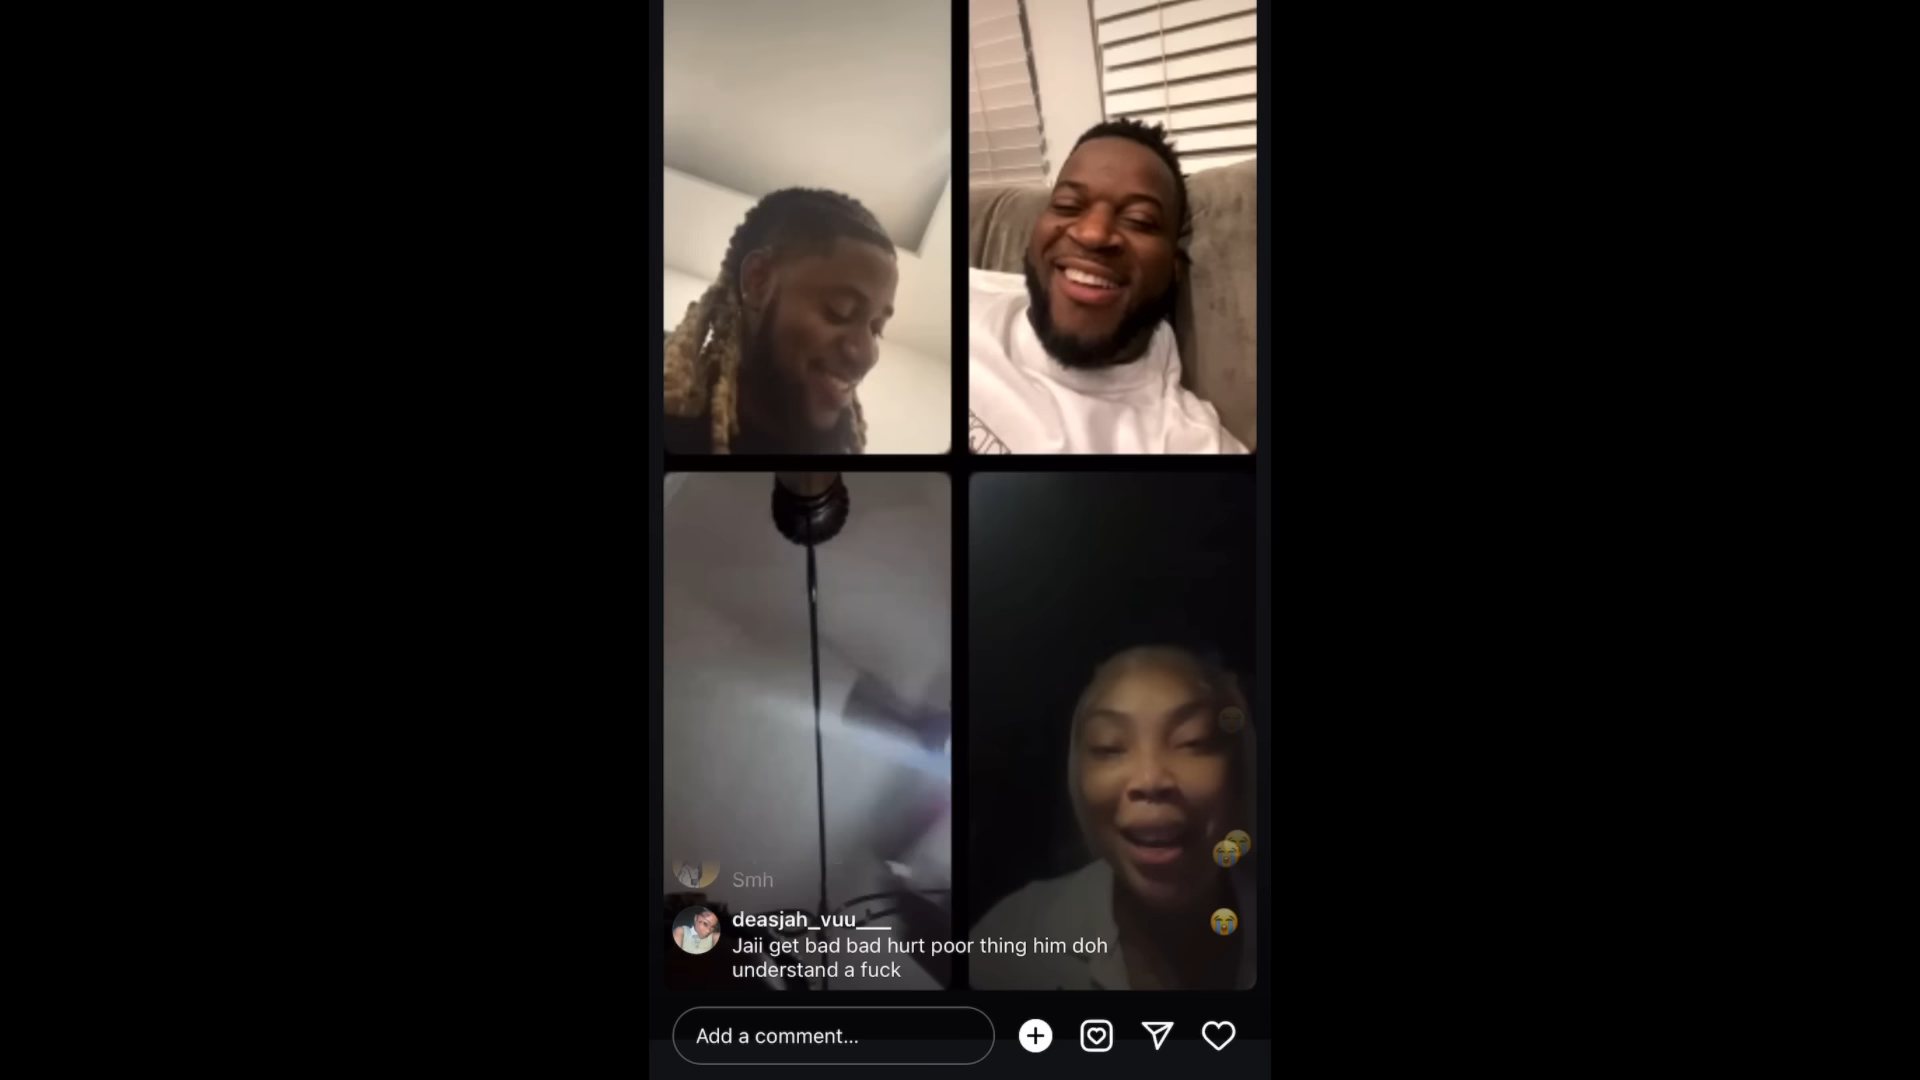 Smh
deasjah_vuu___
Jaii get bad bad hurt poor thing him doh
understand a fuck
Add a comment...